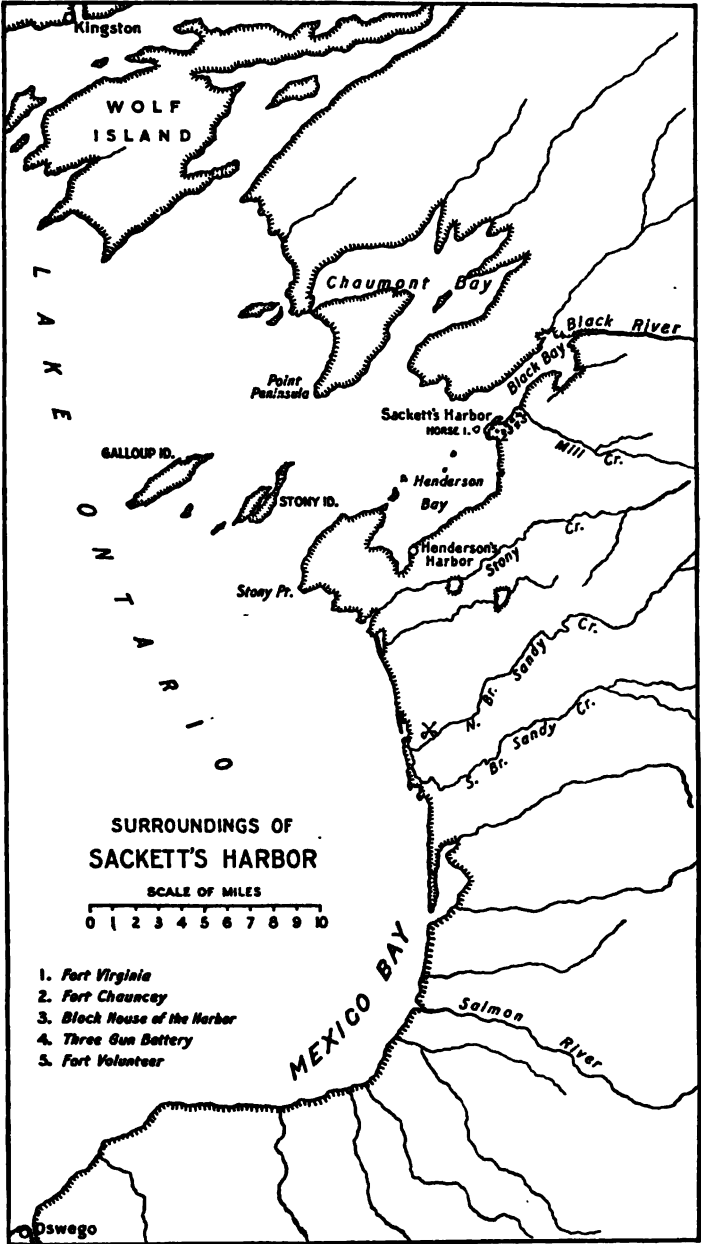 Kingston
WOLF
ISLAND
Chaumont Bay
Black River
Black Bay
Point
Peninsula
Sackett's Harbor
HORSE I.
Mill Cr.
GALLOUP ID.
STONY ID.
Henderson
Bay
Henderson's
Harbor
Stony Cr.
Stony Pt.
LAKE ONTARIO
N. Br. Sandy Cr.
S. Br. Sandy Cr.
SURROUNDINGS OF
SACKETT'S HARBOR
SCALE OF MILES
0 1 2 3 4 5 6 7 8 9 10
1. Fort Virginia
2. Fort Chauncey
3. Block House of the Harbor
4. Three Gun Battery
5. Fort Volunteer
MEXICO BAY
Salmon River
Oswego